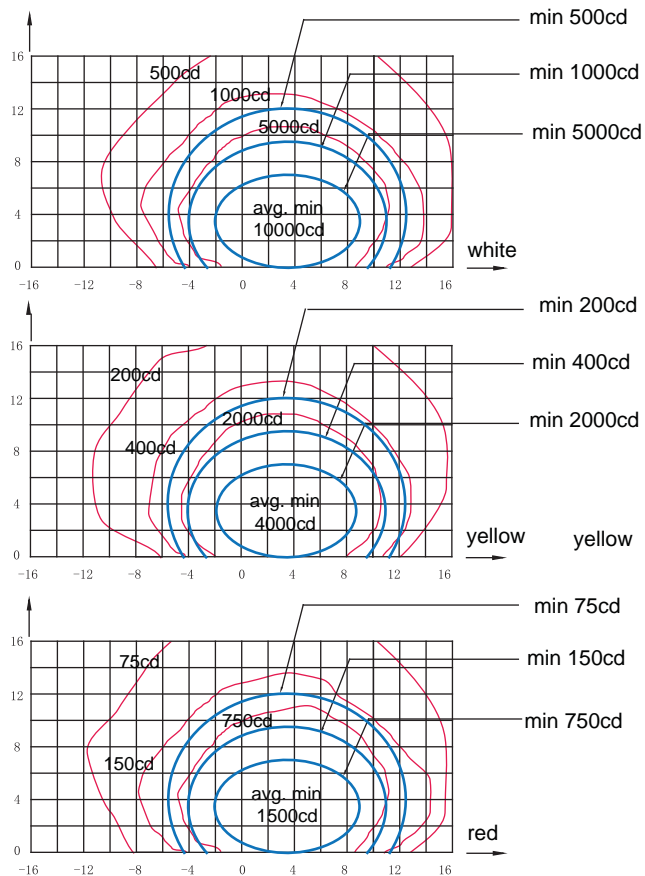 min 500cd
16
500cd
min 1000cd
1000cd
12
5000cd
min 5000cd
8
avg. min
4
10000cd
0
white
-16 -12 -8 -4 0 4 8 12 16
min 200cd
16
min 400cd
200cd
12
2000cd
min 2000cd
400cd
8
avg. min
4
4000cd
0
yellow yellow
-16 -12 -8 -4 0 4 8 12 16
min 75cd
16
75cd
min 150cd
12
750cd
min 750cd
150cd
8
avg. min
4
1500cd
0
red
-16 -12 -8 -4 0 4 8 12 16